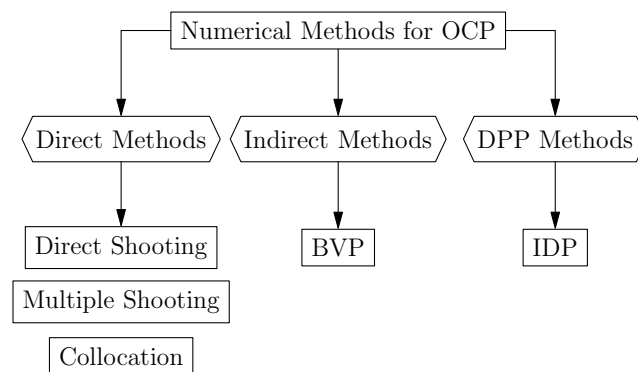 Numerical Methods for OCP
Direct Methods
Indirect Methods
DPP Methods
Direct Shooting
BVP
IDP
Multiple Shooting
Collocation